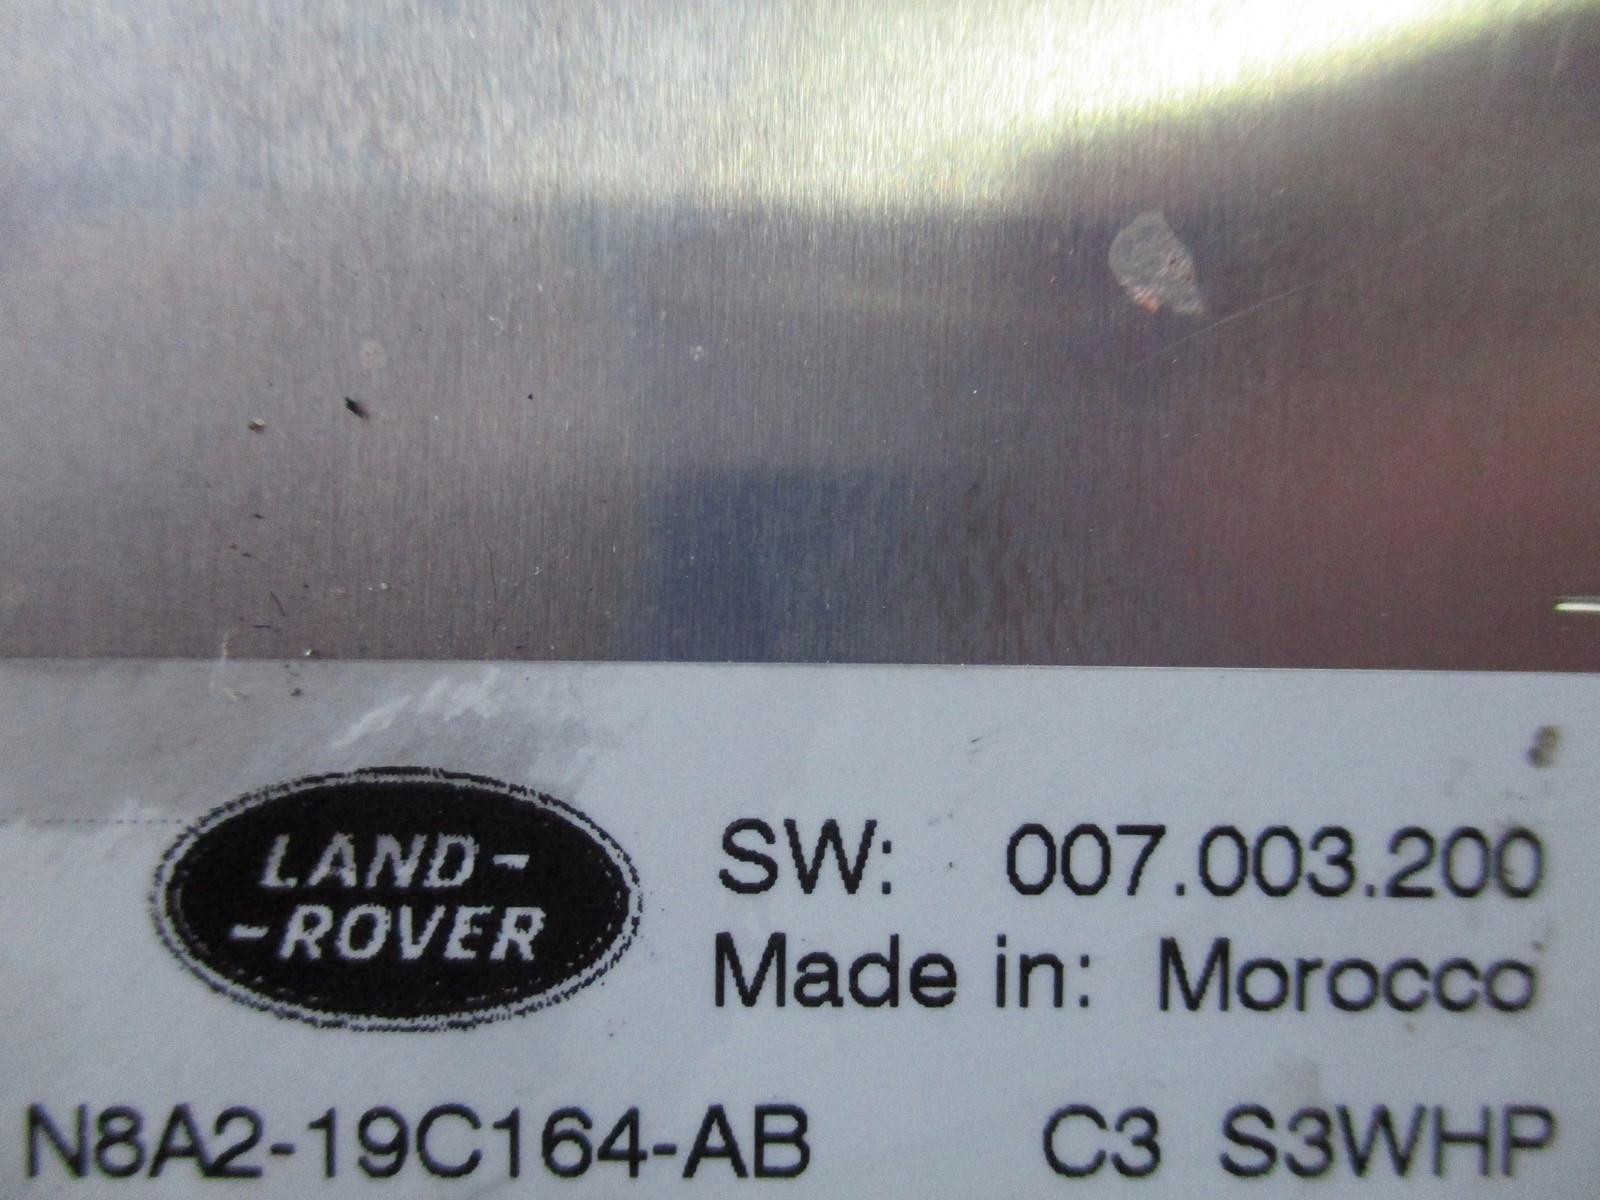 LAND-
-ROVER
SW: 007.003.200
Made in: Morocco
N8A2-19C164-AB C3 S3WHP